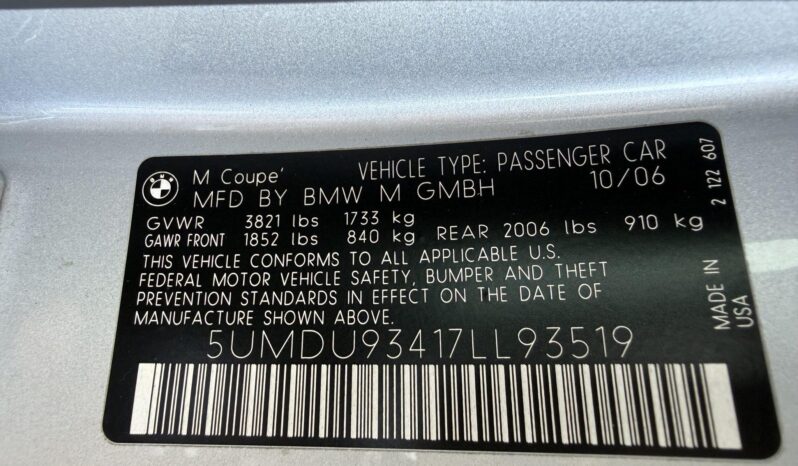 BMW
M Coupe'
VEHICLE TYPE: PASSENGER CAR
MFD BY BMW M GMBH
10/06
GVWR 3821 lbs 1733 kg
GAWR FRONT 1852 lbs 840 kg REAR 2006 lbs 910 kg
THIS VEHICLE CONFORMS TO ALL APPLICABLE U.S.
FEDERAL MOTOR VEHICLE SAFETY, BUMPER AND THEFT
PREVENTION STANDARDS IN EFFECT ON THE DATE OF
MANUFACTURE SHOWN ABOVE.
5UMDU93417LL93519
2 122 607
MADE IN
USA